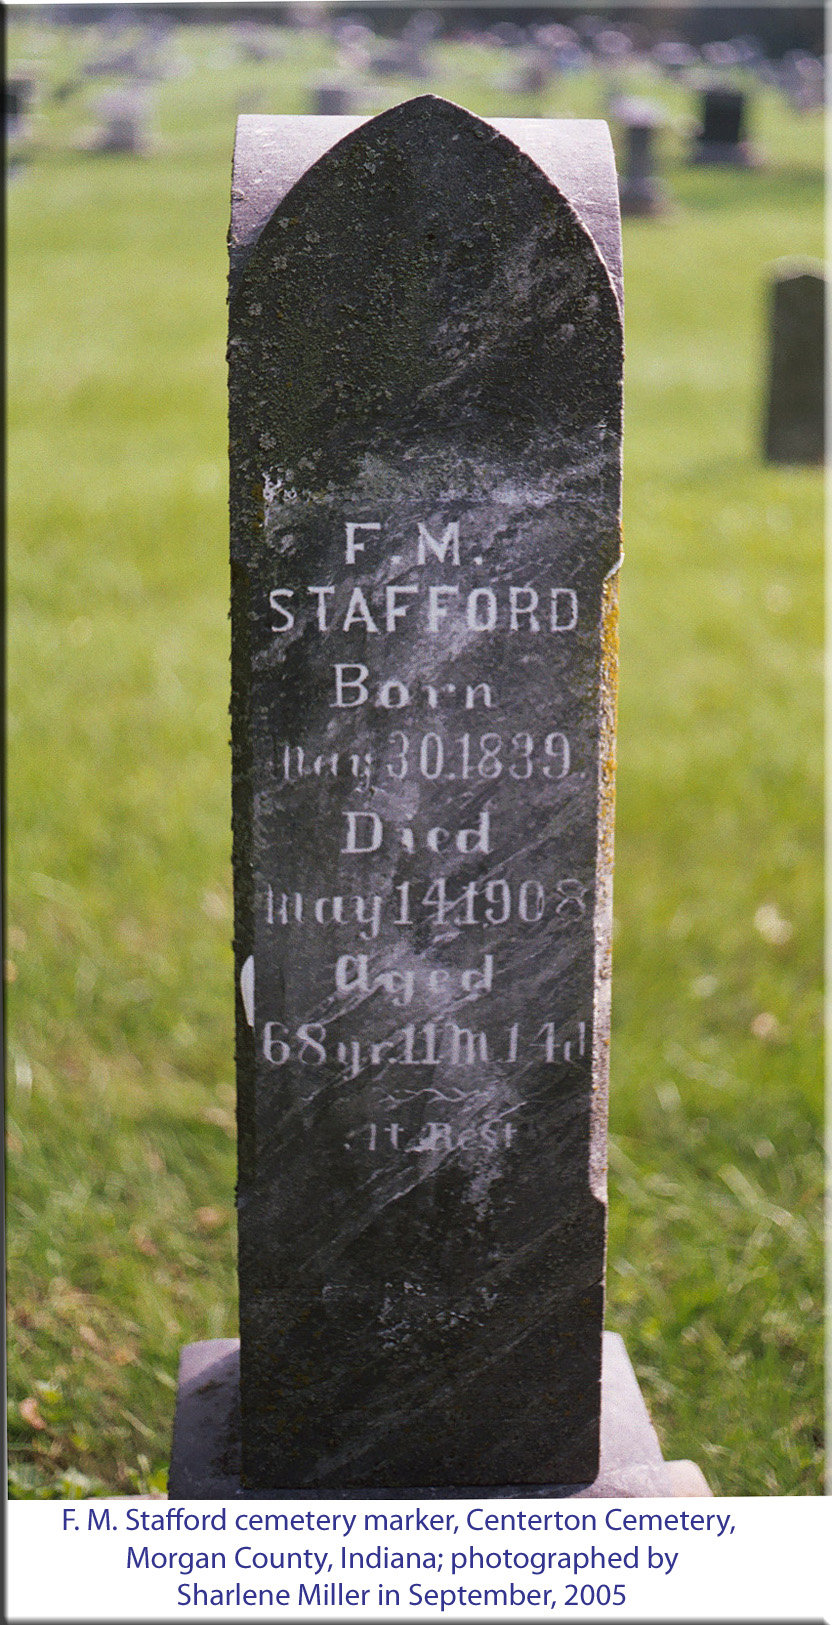 F. M.
STAFFORD
Born
May 30. 1839.
Died
May 14. 1908
Aged
68 yr. 11 M 14 d
At Rest
F. M. Stafford cemetery marker, Centerton Cemetery,
Morgan County, Indiana; photographed by
Sharlene Miller in September, 2005